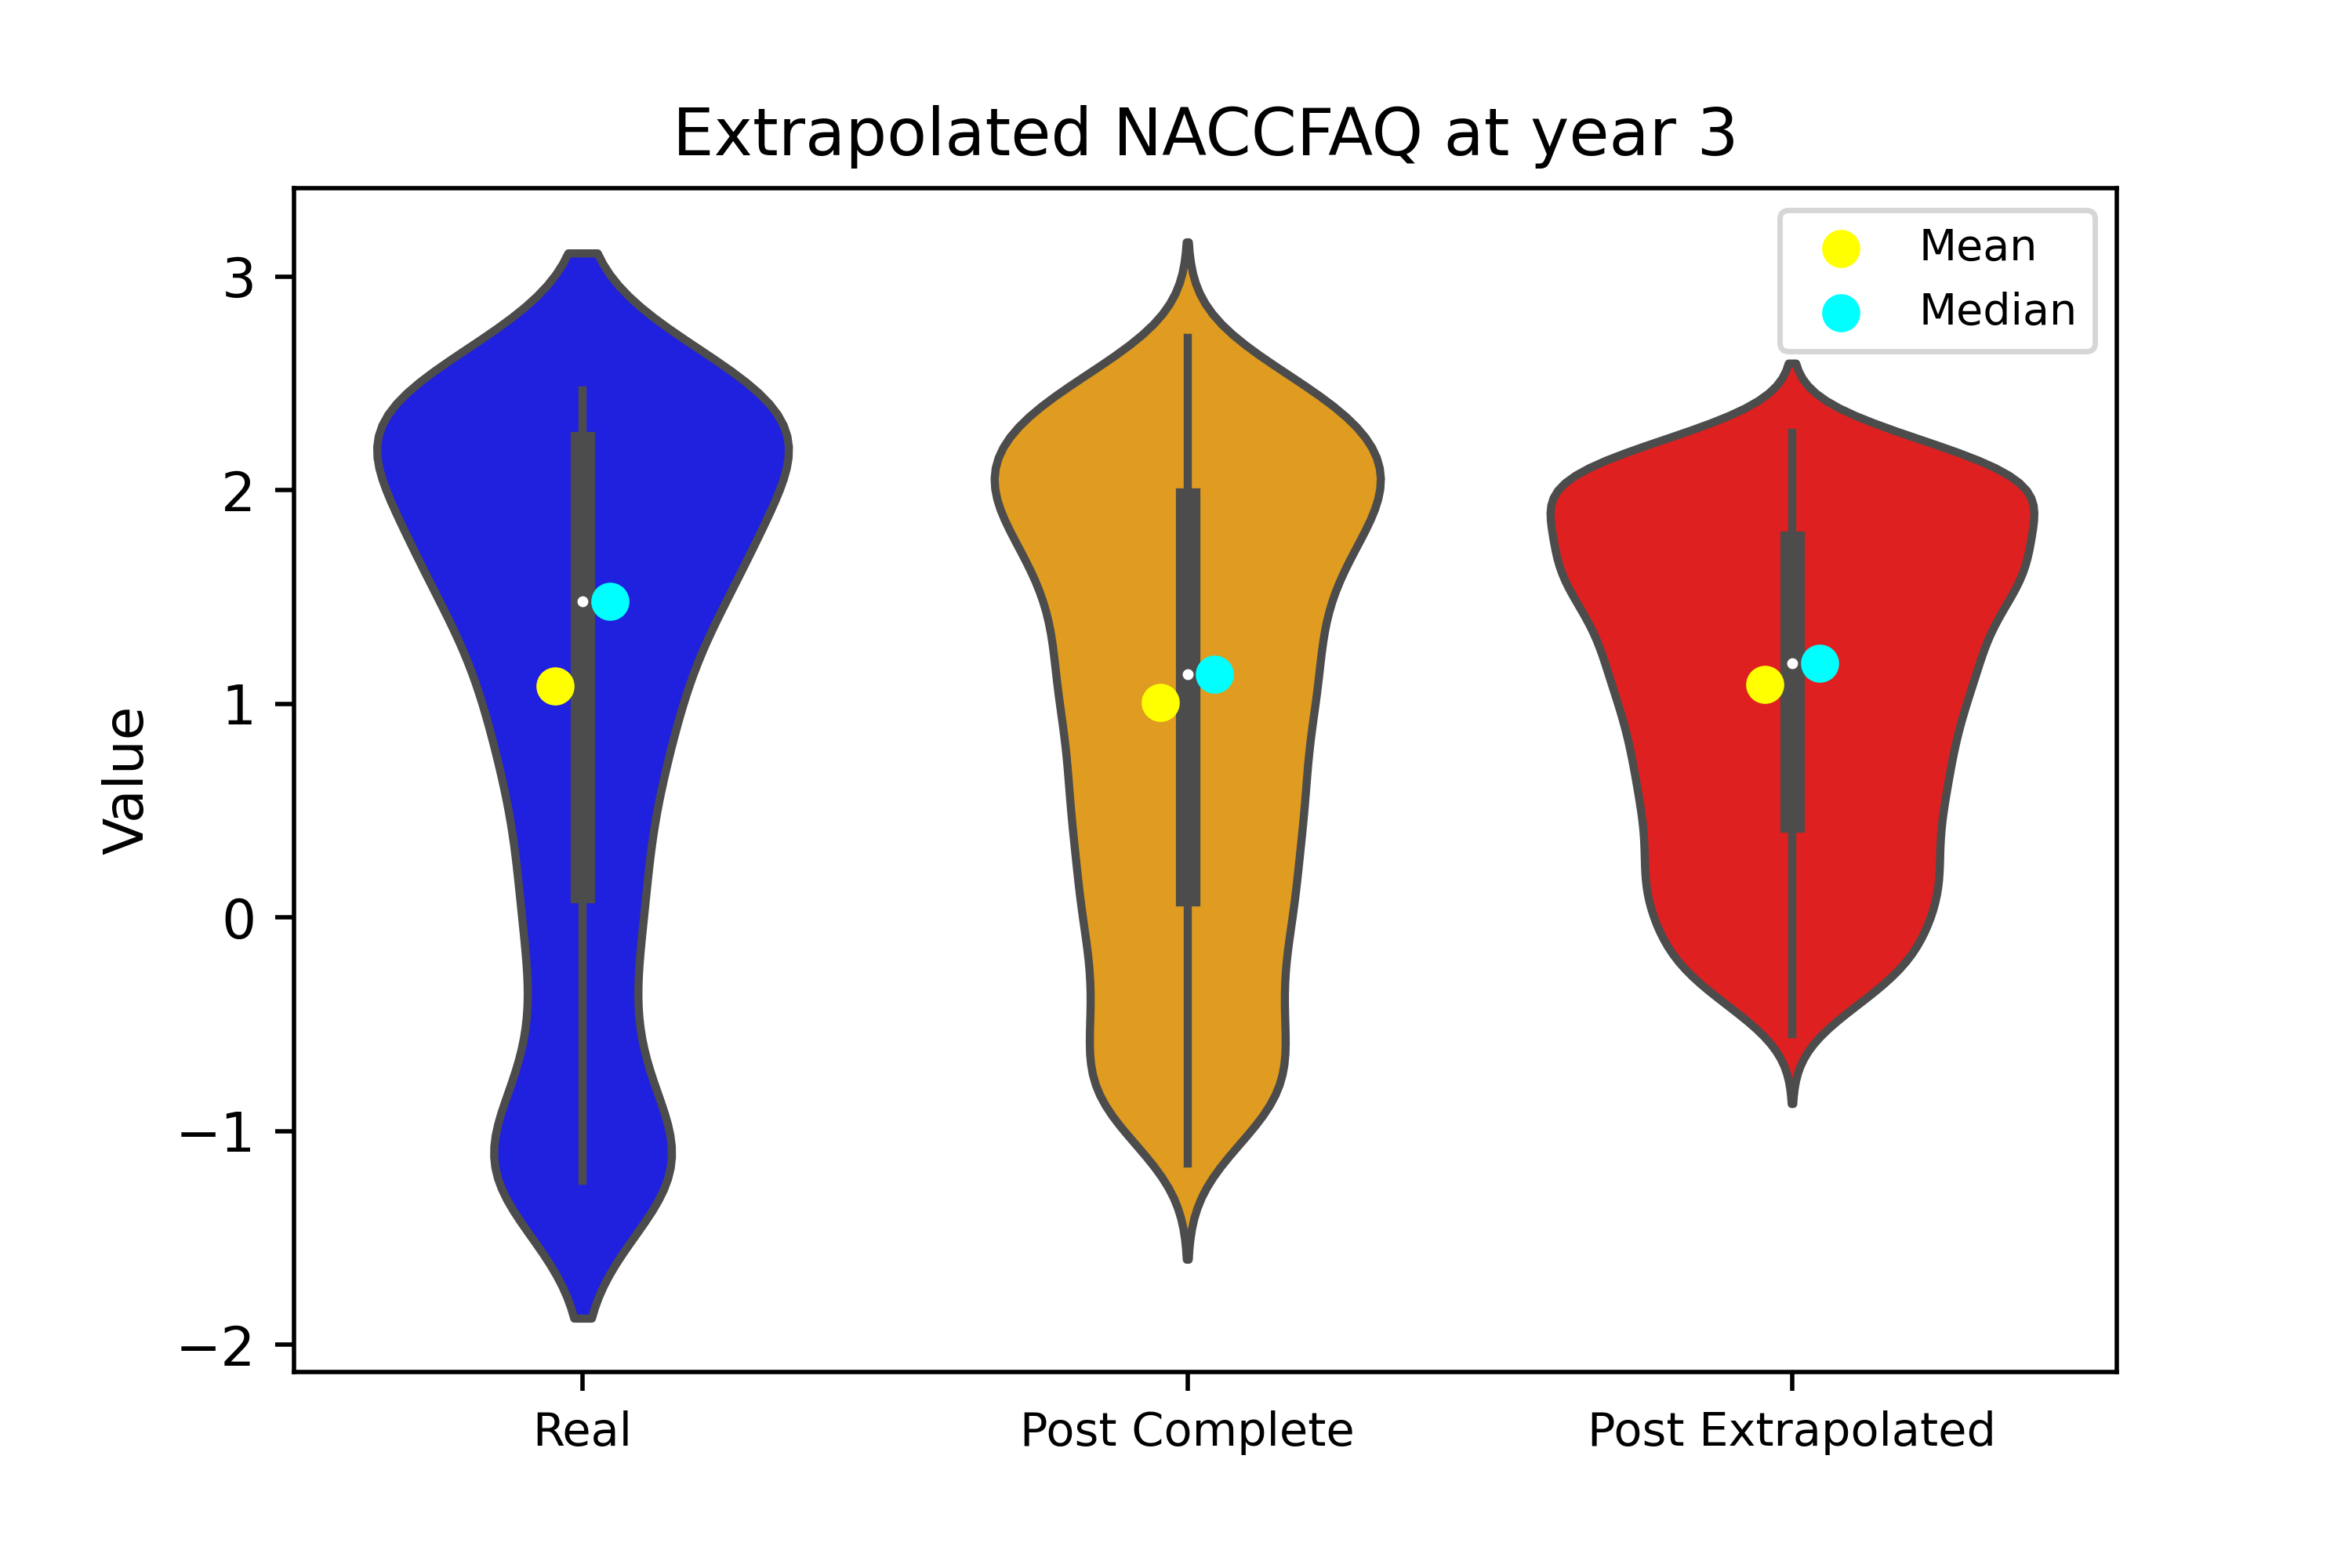 Extrapolated NACCFAQ at year 3
Mean
Median
3
2
1
0
−1
−2
Value
Real
Post Complete
Post Extrapolated